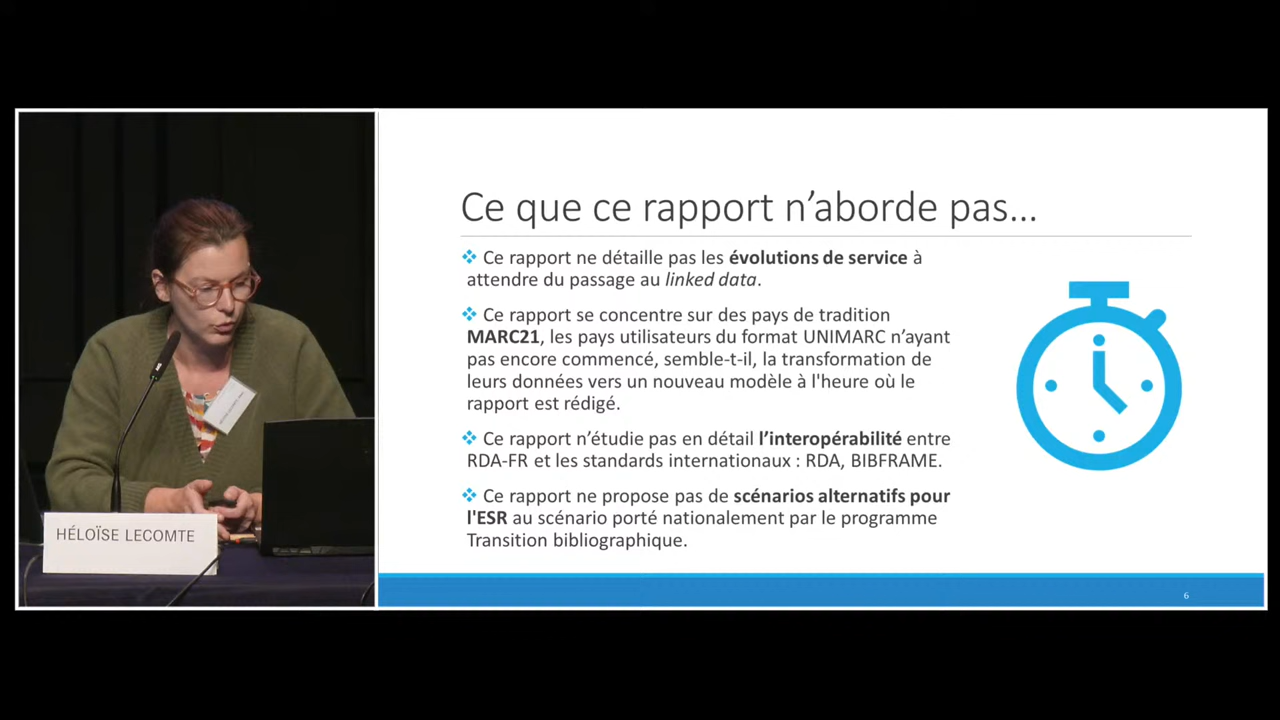 Ce que ce rapport n’aborde pas…
❖ Ce rapport ne détaille pas les évolutions de service à
attendre du passage au linked data.
❖ Ce rapport se concentre sur des pays de tradition
MARC21, les pays utilisateurs du format UNIMARC n’ayant
pas encore commencé, semble-t-il, la transformation de
leurs données vers un nouveau modèle à l'heure où le
rapport est rédigé.
❖ Ce rapport n’étudie pas en détail l’interopérabilité entre
RDA-FR et les standards internationaux : RDA, BIBFRAME.
❖ Ce rapport ne propose pas de scénarios alternatifs pour
l'ESR au scénario porté nationalement par le programme
Transition bibliographique.
6
HÉLOÏSE LECOMTE